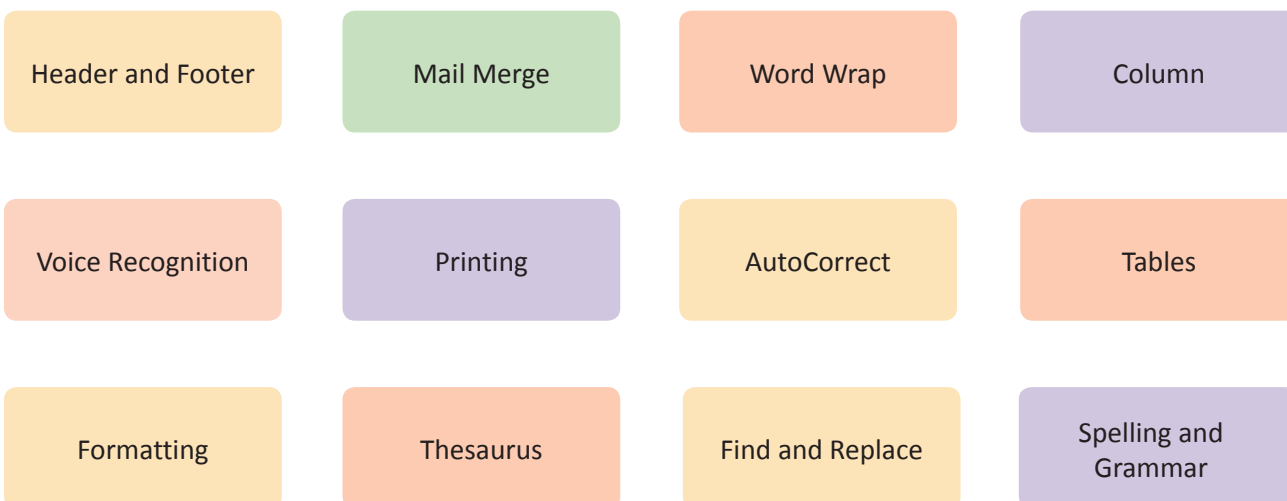 Header and Footer
Mail Merge
Word Wrap
Column
Voice Recognition
Printing
AutoCorrect
Tables
Formatting
Thesaurus
Find and Replace
Spelling and
Grammar